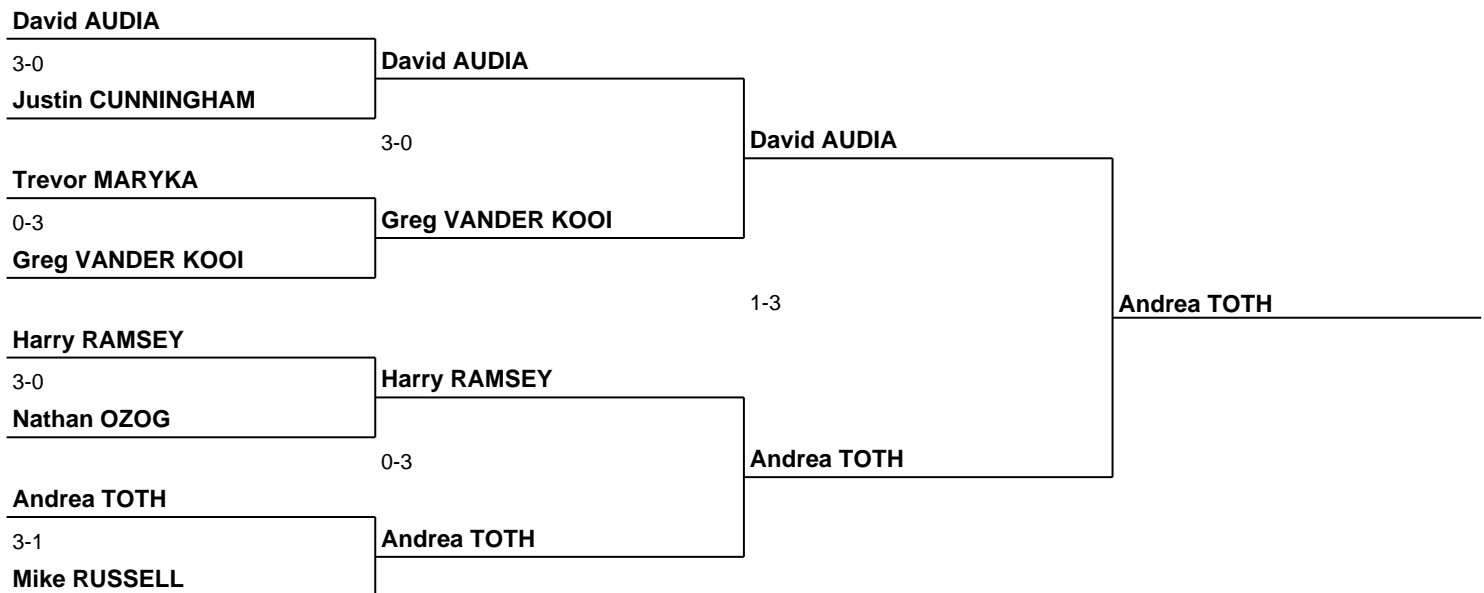 David AUDIA
3-0
Justin CUNNINGHAM
Trevor MARYKA
0-3
Greg VANDER KOOI
Harry RAMSEY
3-0
Nathan OZOG
Andrea TOTH
3-1
Mike RUSSELL
David AUDIA
3-0
Greg VANDER KOOI
Harry RAMSEY
0-3
Andrea TOTH
David AUDIA
1-3
Andrea TOTH
Andrea TOTH